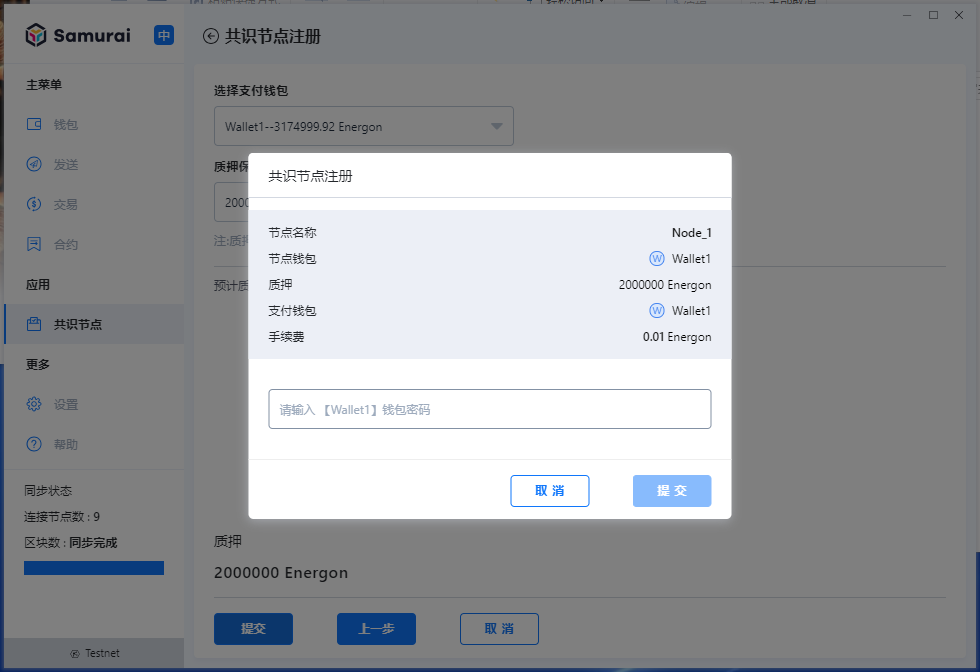 Samurai
中
共识节点注册
主菜单
钱包
发送
交易
合约
应用
共识节点
更多
设置
帮助
同步状态
连接节点数 : 9
区块数 : 同步完成
Testnet
选择支付钱包
Wallet1--3174999.92 Energon
质押保
2000
注:质押
预计质
共识节点注册
节点名称 Node_1
节点钱包 W Wallet1
质押 2000000 Energon
支付钱包 W Wallet1
手续费 0.01 Energon
请输入 【Wallet1】钱包密码
取 消 提 交
质押
2000000 Energon
提交 上一步 取 消